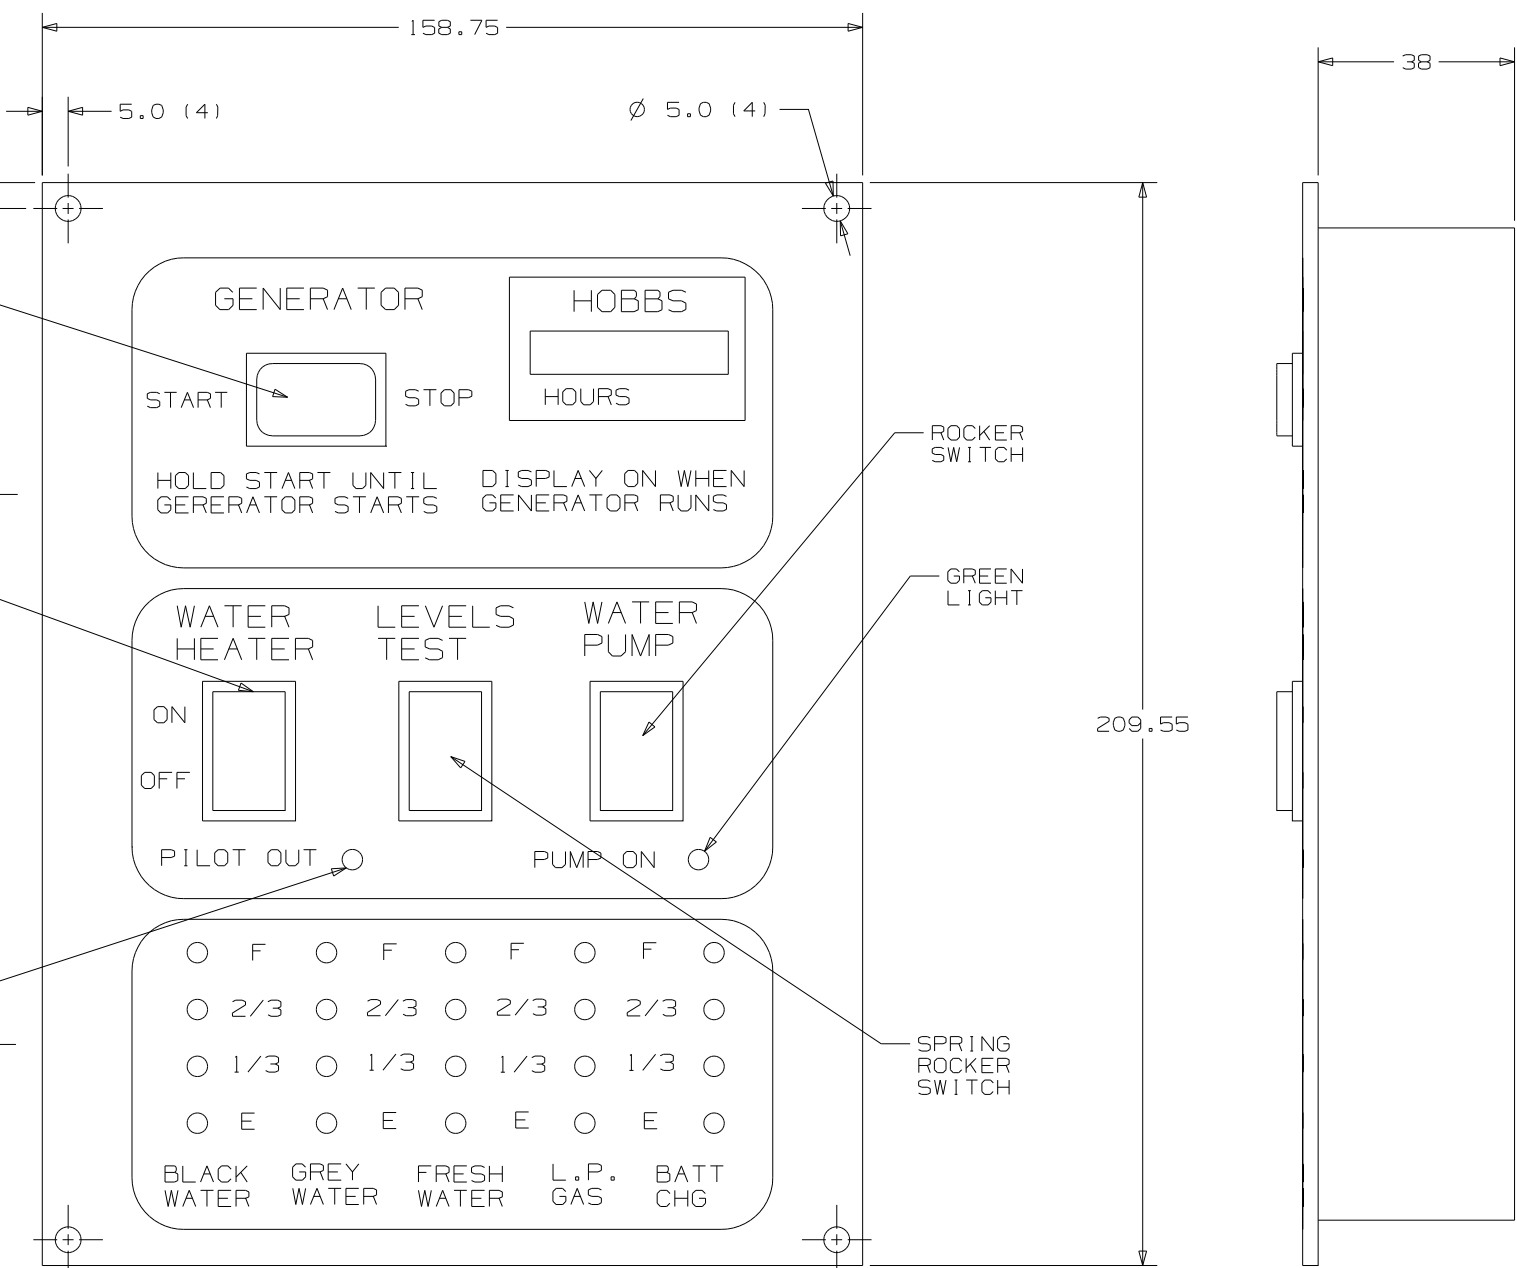 158.75
38
5.0 (4)
Ø 5.0 (4)
GENERATOR
HOBBS
START
STOP
HOURS
HOLD START UNTIL
GERERATOR STARTS
DISPLAY ON WHEN
GENERATOR RUNS
ROCKER
SWITCH
GREEN
LIGHT
WATER
HEATER
LEVELS
TEST
WATER
PUMP
ON
OFF
209.55
PILOT OUT
PUMP ON
F F F F
2/3 2/3 2/3 2/3
1/3 1/3 1/3 1/3
E E E E
SPRING
ROCKER
SWITCH
BLACK
WATER
GREY
WATER
FRESH
WATER
L.P.
GAS
BATT
CHG